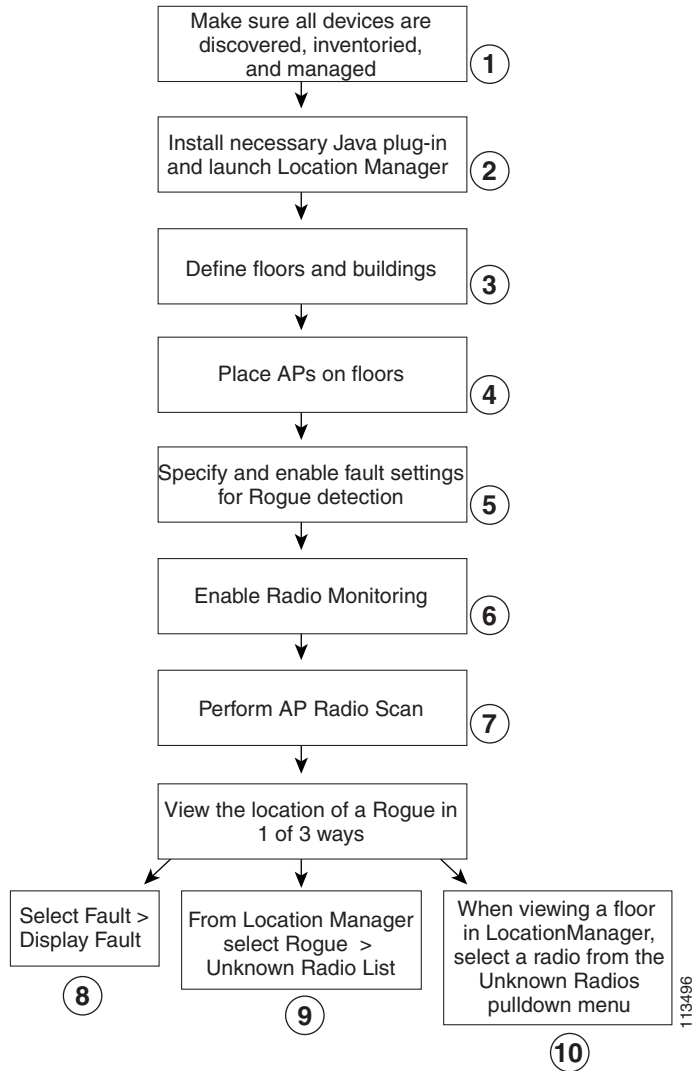 Make sure all devices are
discovered, inventoried,
and managed
1
Install necessary Java plug-in
and launch Location Manager
2
Define floors and buildings
3
Place APs on floors
4
Specify and enable fault settings
for Rogue detection
5
Enable Radio Monitoring
6
Perform AP Radio Scan
7
View the location of a Rogue in
1 of 3 ways
Select Fault >
Display Fault
8
From Location Manager
select Rogue >
Unknown Radio List
9
When viewing a floor
in LocationManager,
select a radio from the
Unknown Radios
pulldown menu
10
113496